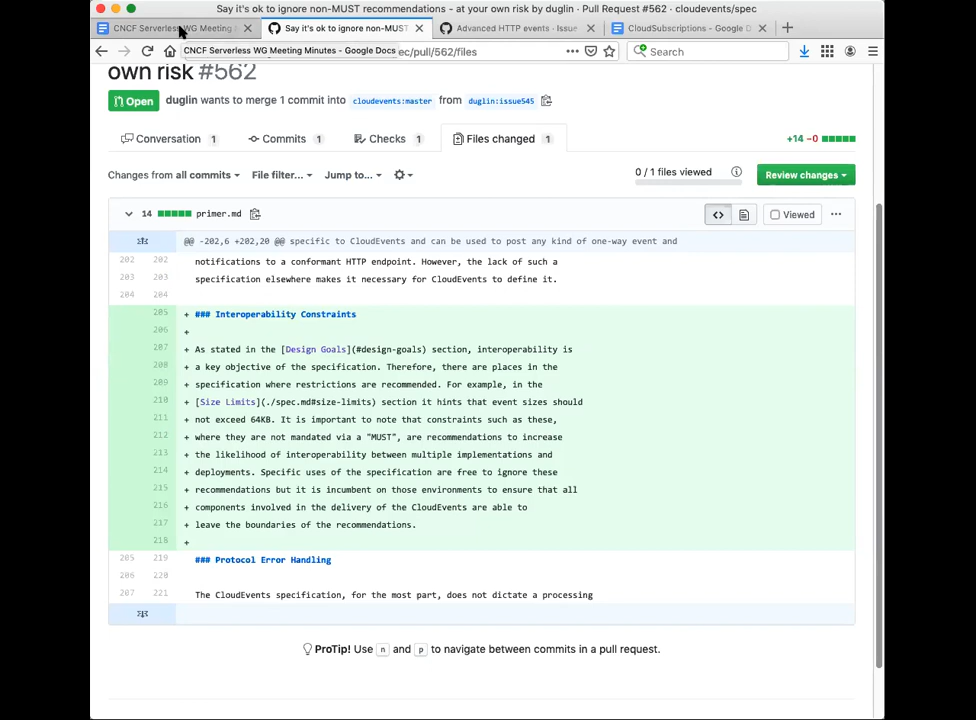 Say it's ok to ignore non-MUST recommendations - at your own risk by duglin · Pull Request #562 · cloudevents/spec
CNCF Serverless WG Meeting
Say it's ok to ignore non-MUST
Advanced HTTP events · Issue
CloudSubscriptions - Google D
CNCF Serverless WG Meeting Minutes - Google Docs
ec/pull/562/files
Search
own risk #562
Open
duglin wants to merge 1 commit into cloudevents:master from duglin:issue545
Conversation 1
Commits 1
Checks 1
Files changed 1
+14 −0
Changes from all commits
File filter...
Jump to...
0 / 1 files viewed
Review changes
14 primer.md
Viewed
@@ -202,6 +202,20 @@ specific to CloudEvents and can be used to post any kind of one-way event and
202 202 notifications to a conformant HTTP endpoint. However, the lack of such a
203 203 specification elsewhere makes it necessary for CloudEvents to define it.
204 204
205 + ### Interoperability Constraints
206 +
207 + As stated in the [Design Goals](#design-goals) section, interoperability is
208 + a key objective of the specification. Therefore, there are places in the
209 + specification where restrictions are recommended. For example, in the
210 + [Size Limits](./spec.md#size-limits) section it hints that event sizes should
211 + not exceed 64KB. It is important to note that constraints such as these,
212 + where they are not mandated via a "MUST", are recommendations to increase
213 + the likelihood of interoperability between multiple implementations and
214 + deployments. Specific uses of the specification are free to ignore these
215 + recommendations but it is incumbent on those environments to ensure that all
216 + components involved in the delivery of the CloudEvents are able to
217 + leave the boundaries of the recommendations.
218 +
205 219 ### Protocol Error Handling
206 220
207 221 The CloudEvents specification, for the most part, does not dictate a processing
ProTip! Use n and p to navigate between commits in a pull request.